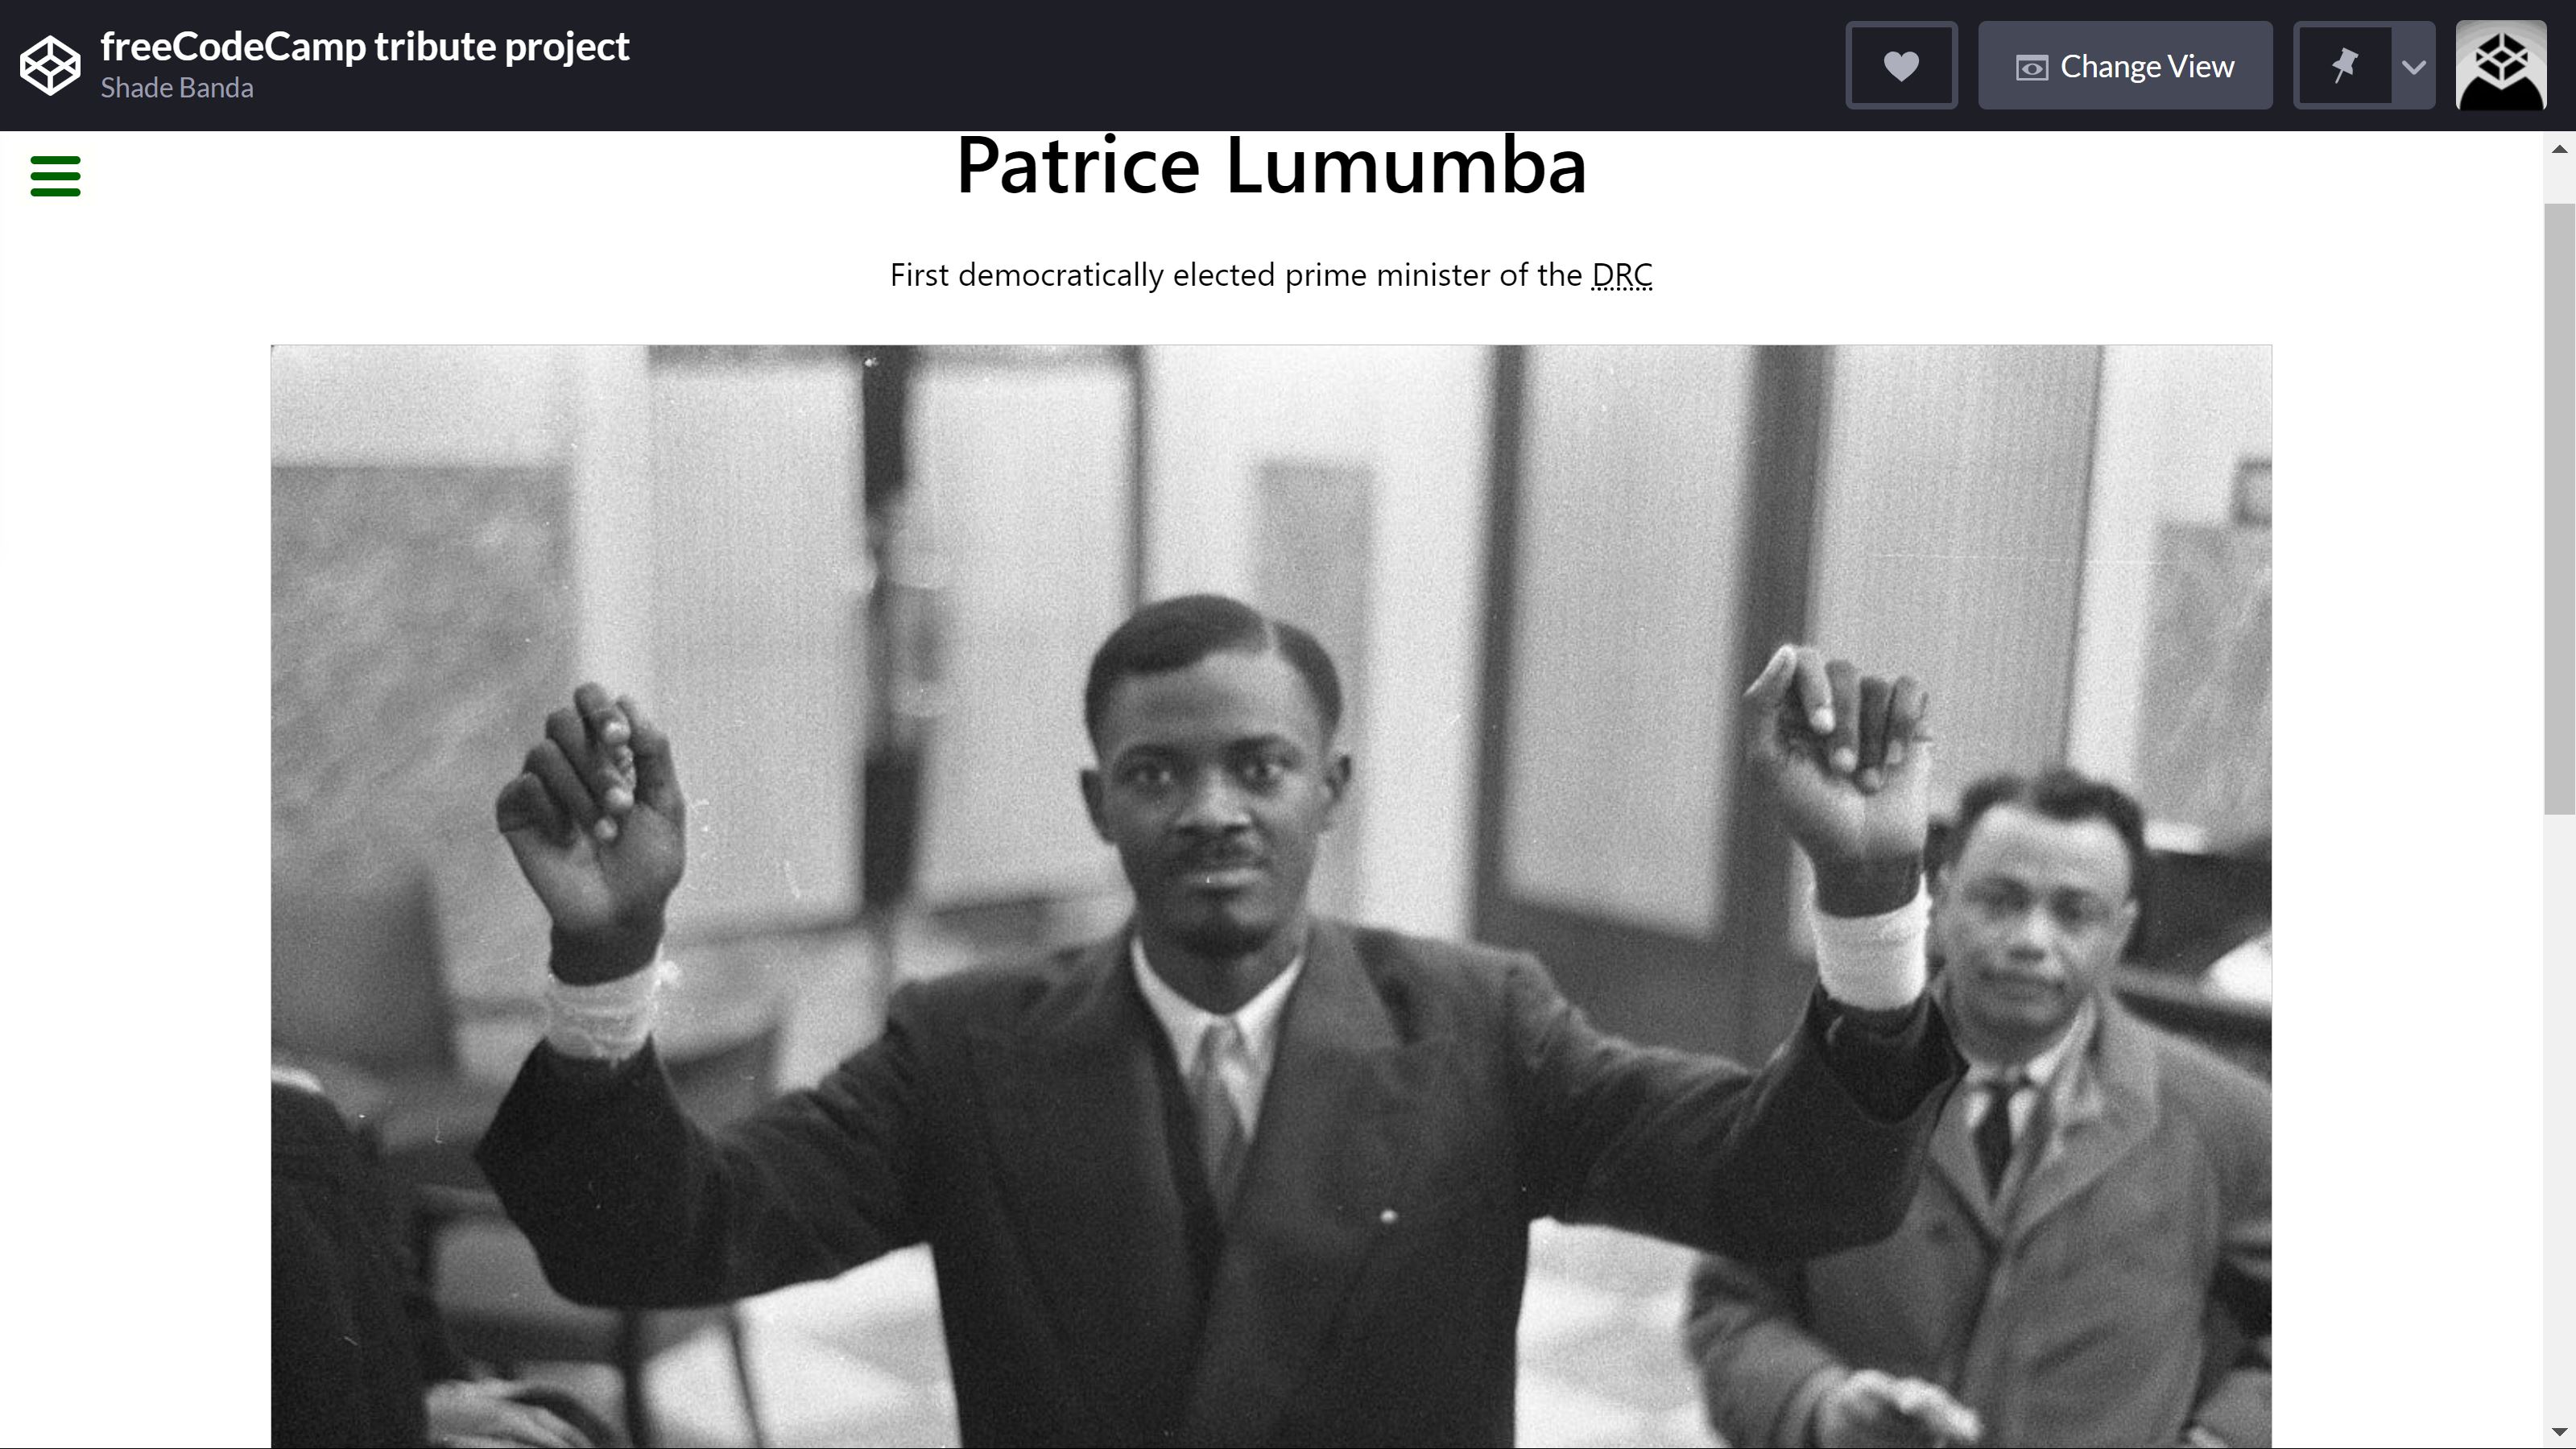 freeCodeCamp tribute project
Shade Banda
Change View
Patrice Lumumba
First democratically elected prime minister of the DRC